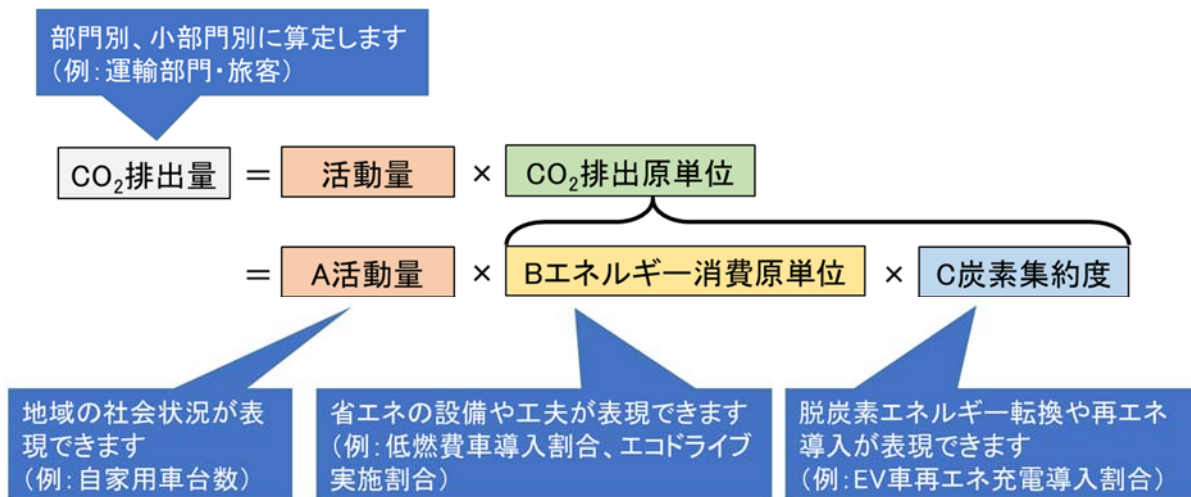 部門別、小部門別に算定します
(例:運輸部門・旅客)
CO₂排出量 = 活動量 × CO₂排出原単位
= A活動量 × Bエネルギー消費原単位 × C炭素集約度
地域の社会状況が表
現できます
(例:自家用車台数)
省エネの設備や工夫が表現できます
(例:低燃費車導入割合、エコドライブ
実施割合)
脱炭素エネルギー転換や再エネ
導入が表現できます
(例:EV車再エネ充電導入割合)